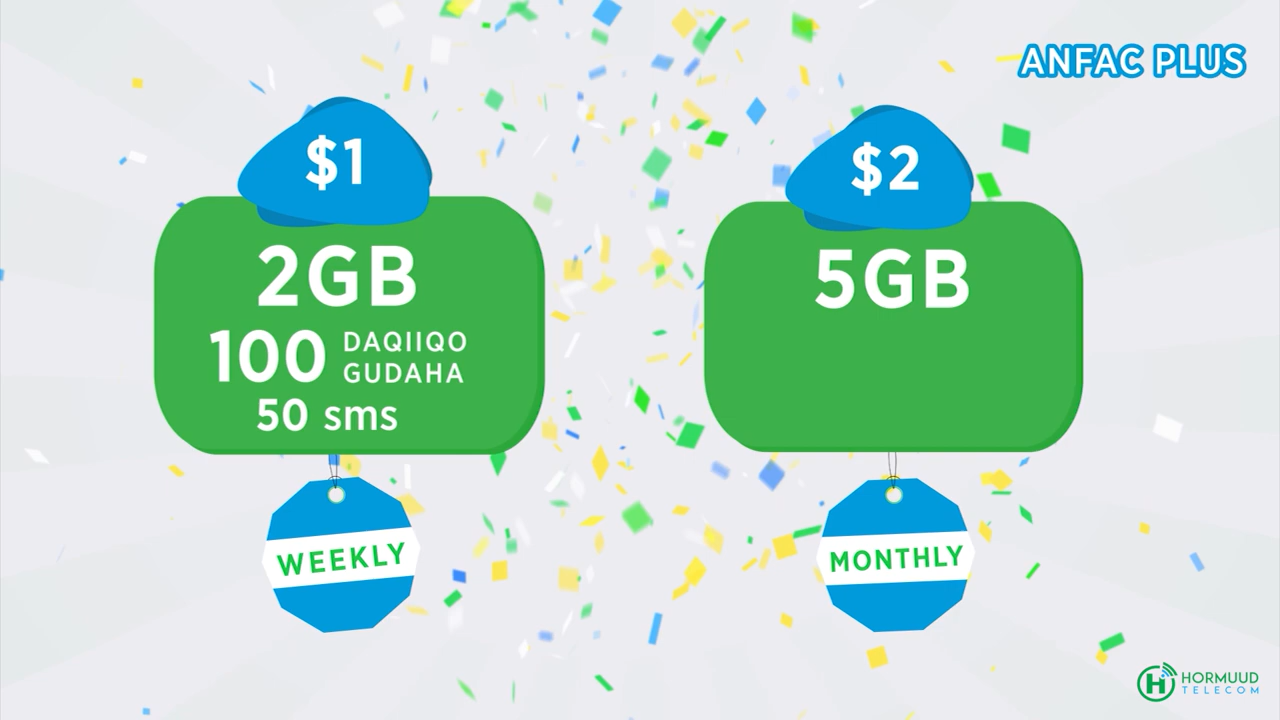 ANFAC PLUS
$1
2GB
100 DAQIIQO
GUDAHA
50 sms
WEEKLY
$2
5GB
MONTHLY
HORMUUD
TELECOM